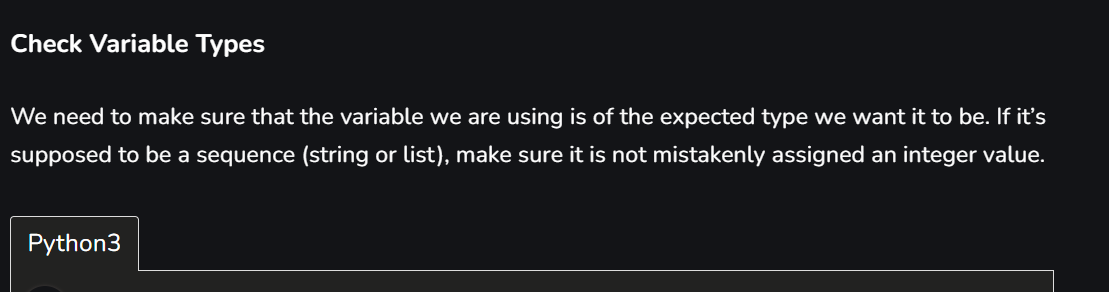 Check Variable Types
We need to make sure that the variable we are using is of the expected type we want it to be. If it’s
supposed to be a sequence (string or list), make sure it is not mistakenly assigned an integer value.
Python3